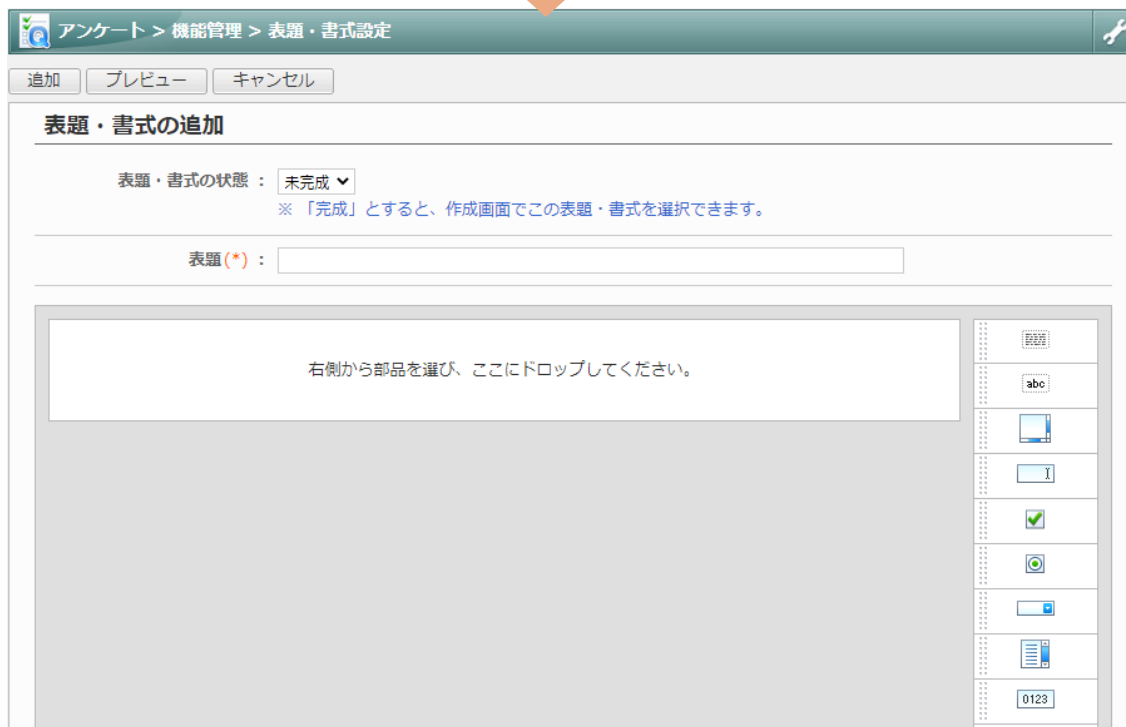 アンケート > 機能管理 > 表題・書式設定
追加 プレビュー キャンセル
表題・書式の追加
表題・書式の状態 : 未完成
※ 「完成」とすると、作成画面でこの表題・書式を選択できます。
表題(*) :
右側から部品を選び、ここにドロップしてください。
abc
0123